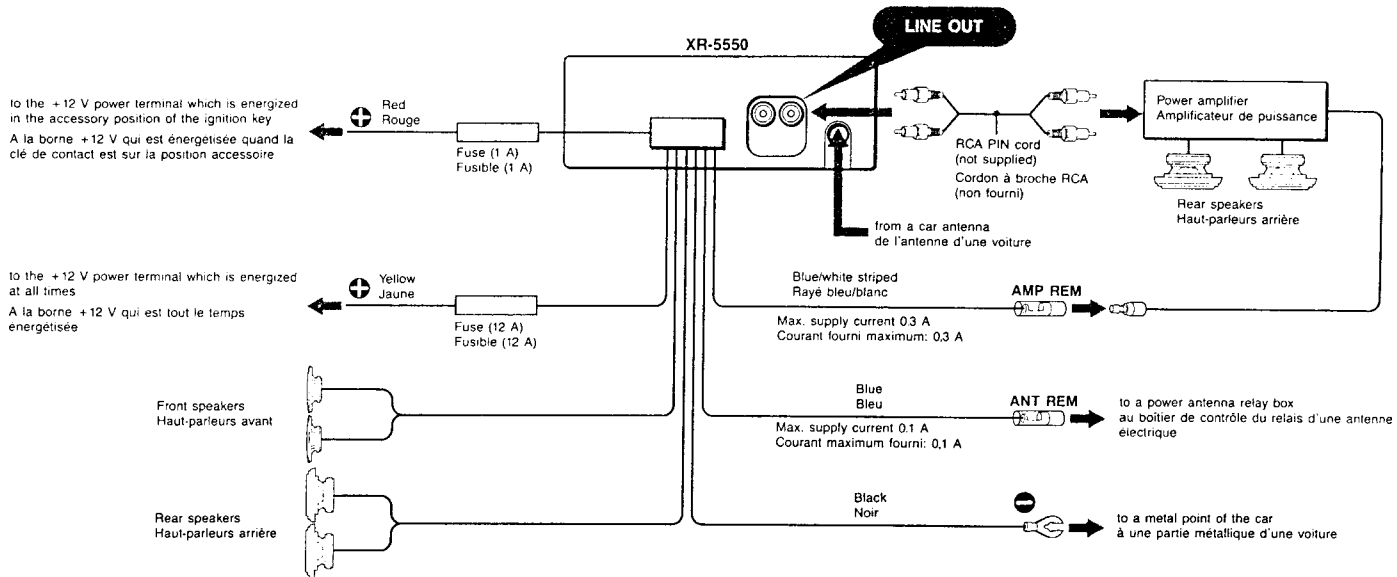 LINE OUT
XR-5550
to the +12 V power terminal which is energized
in the accessory position of the ignition key
A la borne +12 V qui est énergétisée quand la
clé de contact est sur la position accessoire
Red
Rouge
Fuse (1 A)
Fusible (1 A)
RCA PIN cord
(not supplied)
Cordon à broche RCA
(non fourni)
Power amplifier
Amplificateur de puissance
Rear speakers
Haut-parleurs arrière
from a car antenna
de l'antenne d'une voiture
to the +12 V power terminal which is energized
at all times
A la borne +12 V qui est tout le temps
énergétisée
Yellow
Jaune
Fuse (12 A)
Fusible (12 A)
Blue/white striped
Rayé bleu/blanc
AMP REM
Max. supply current 0.3 A
Courant fourni maximum: 0,3 A
Front speakers
Haut-parleurs avant
Blue
Bleu
ANT REM
Max. supply current 0.1 A
Courant maximum fourni: 0,1 A
to a power antenna relay box
au boîtier de contrôle du relais d'une antenne
électrique
Rear speakers
Haut-parleurs arrière
Black
Noir
to a metal point of the car
à une partie métallique d'une voiture